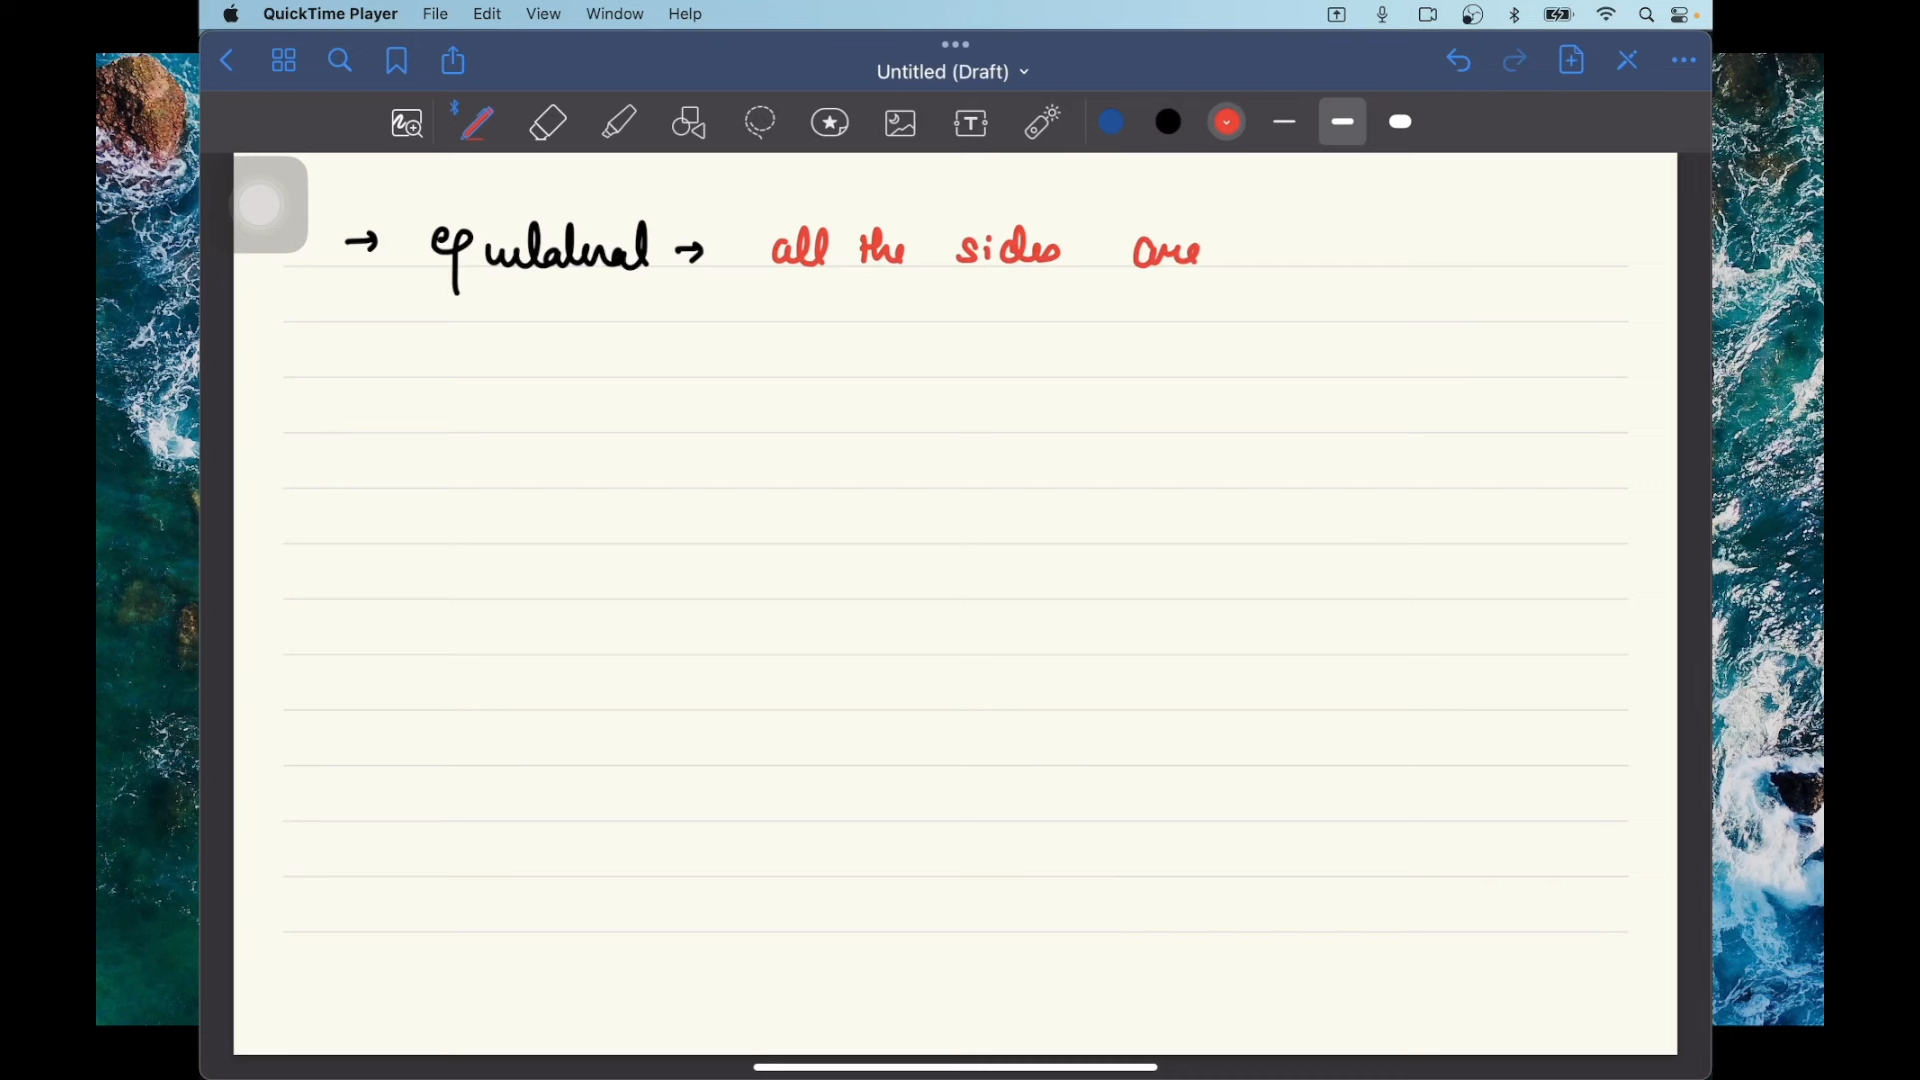 QuickTime Player File Edit View Window Help
Untitled (Draft)
→ equilateral → all the sides are